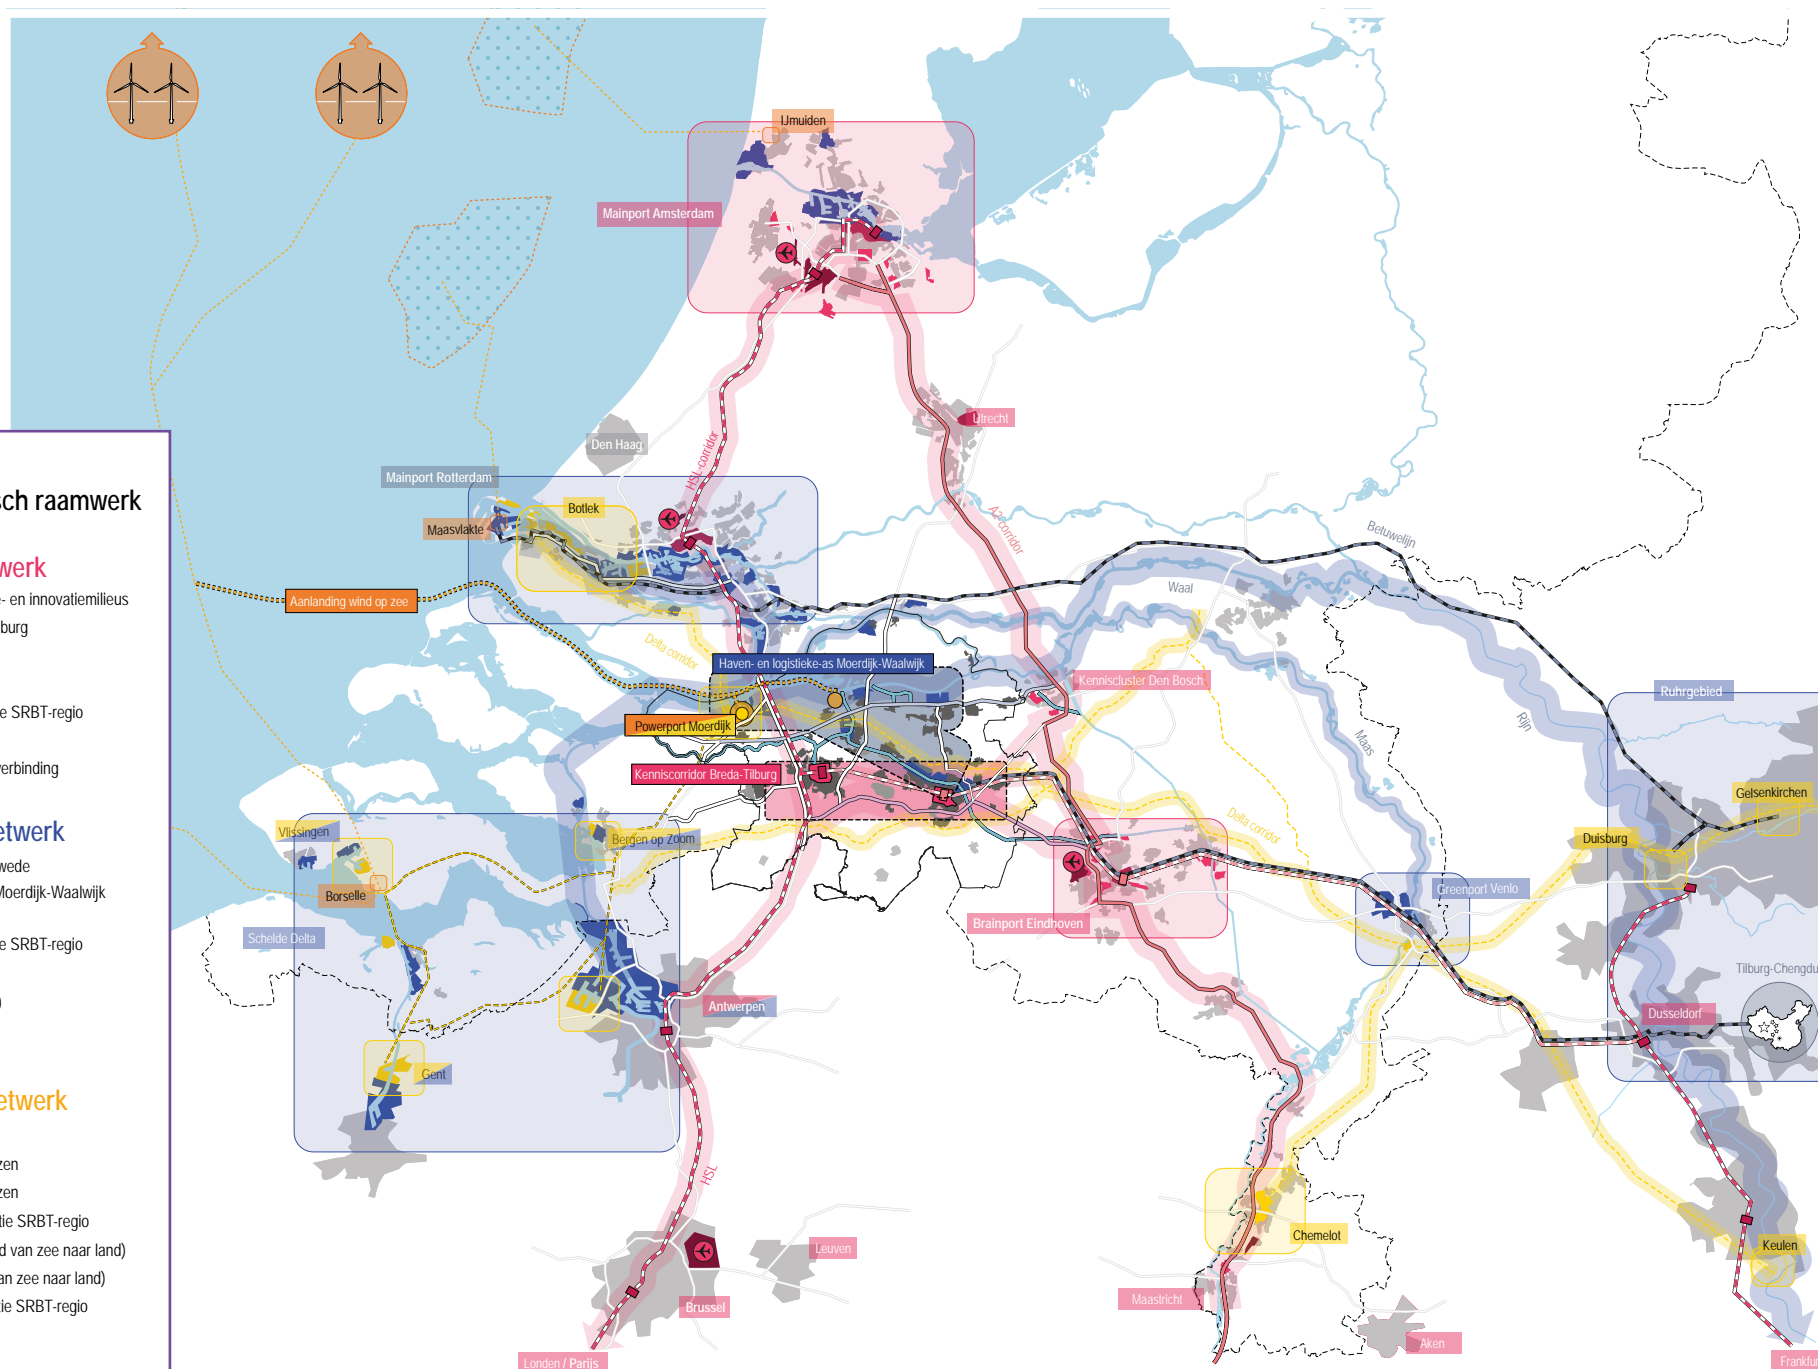 sch raamwerk
werk
e- en innovatiemilieus
burg
e SRBT-regio
verbinding
etwerk
wede
Moerdijk-Waalwijk
e SRBT-regio
)
etwerk
zen
zen
tie SRBT-regio
d van zee naar land)
an zee naar land)
tie SRBT-regio
IJmuiden
Mainport Amsterdam
Utrecht
Den Haag
HSL-corridor
Mainport Rotterdam
Botlek
Maasvlakte
A2 corridor
Betuwelijn
Aanlanding wind op zee
Waal
Delta corridor
Haven- en logistieke-as Moerdijk-Waalwijk
Kenniscluster Den Bosch
Ruhrgebied
Rijn
Maas
Powerport Moerdijk
Kenniscorridor Breda-Tilburg
Gelsenkirchen
Delta corridor
Vlissingen
Bergen op Zoom
Duisburg
Borselle
Greenport Venlo
Brainport Eindhoven
Schelde Delta
Tilburg-Chengdu
Antwerpen
Dusseldorf
Gent
HSL
Chemelot
Leuven
Keulen
Maastricht
Brussel
Aken
Londen / Parijs
Frankfur